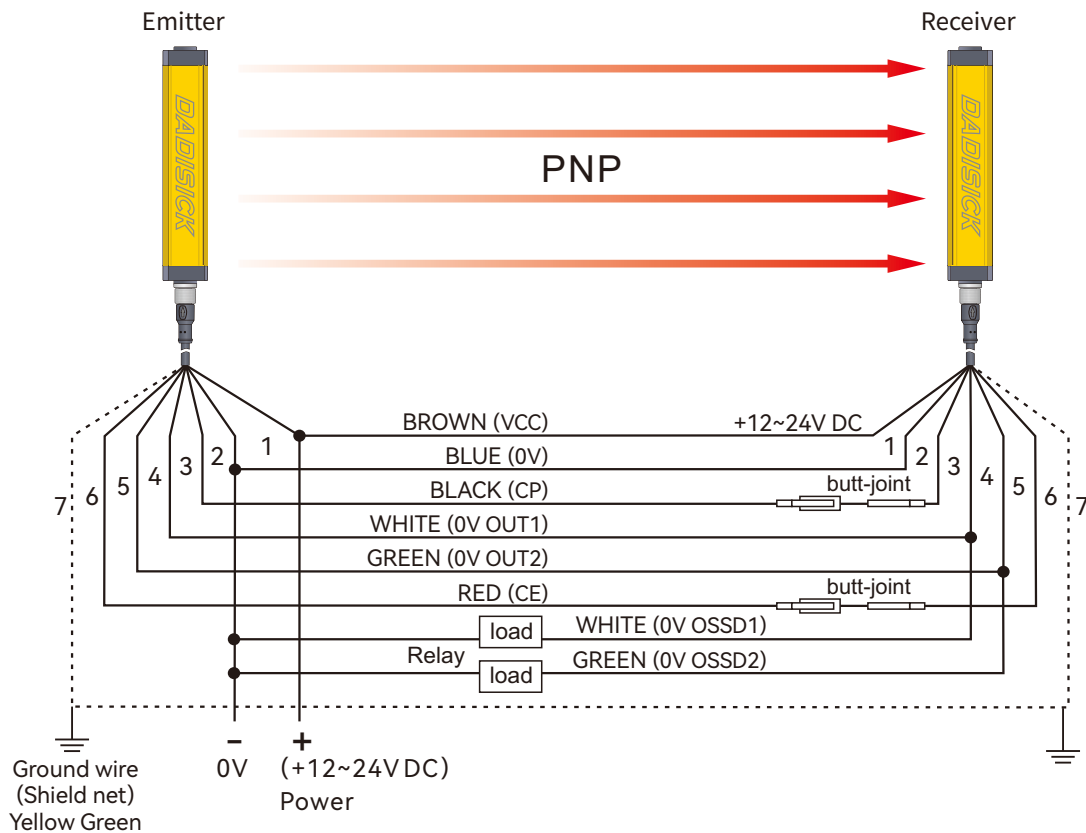 Emitter
Receiver
DADISICK
DADISICK
PNP
BROWN (VCC)
+12~24V DC
1
1
BLUE (0V)
2
2
BLACK (CP)
butt-joint
3
3
WHITE (0V OUT1)
4
4
GREEN (0V OUT2)
5
5
RED (CE)
butt-joint
6
6
7
7
load
WHITE (0V OSSD1)
Relay
load
GREEN (0V OSSD2)
-
+
0V
(+12~24V DC)
Power
Ground wire
(Shield net)
Yellow Green